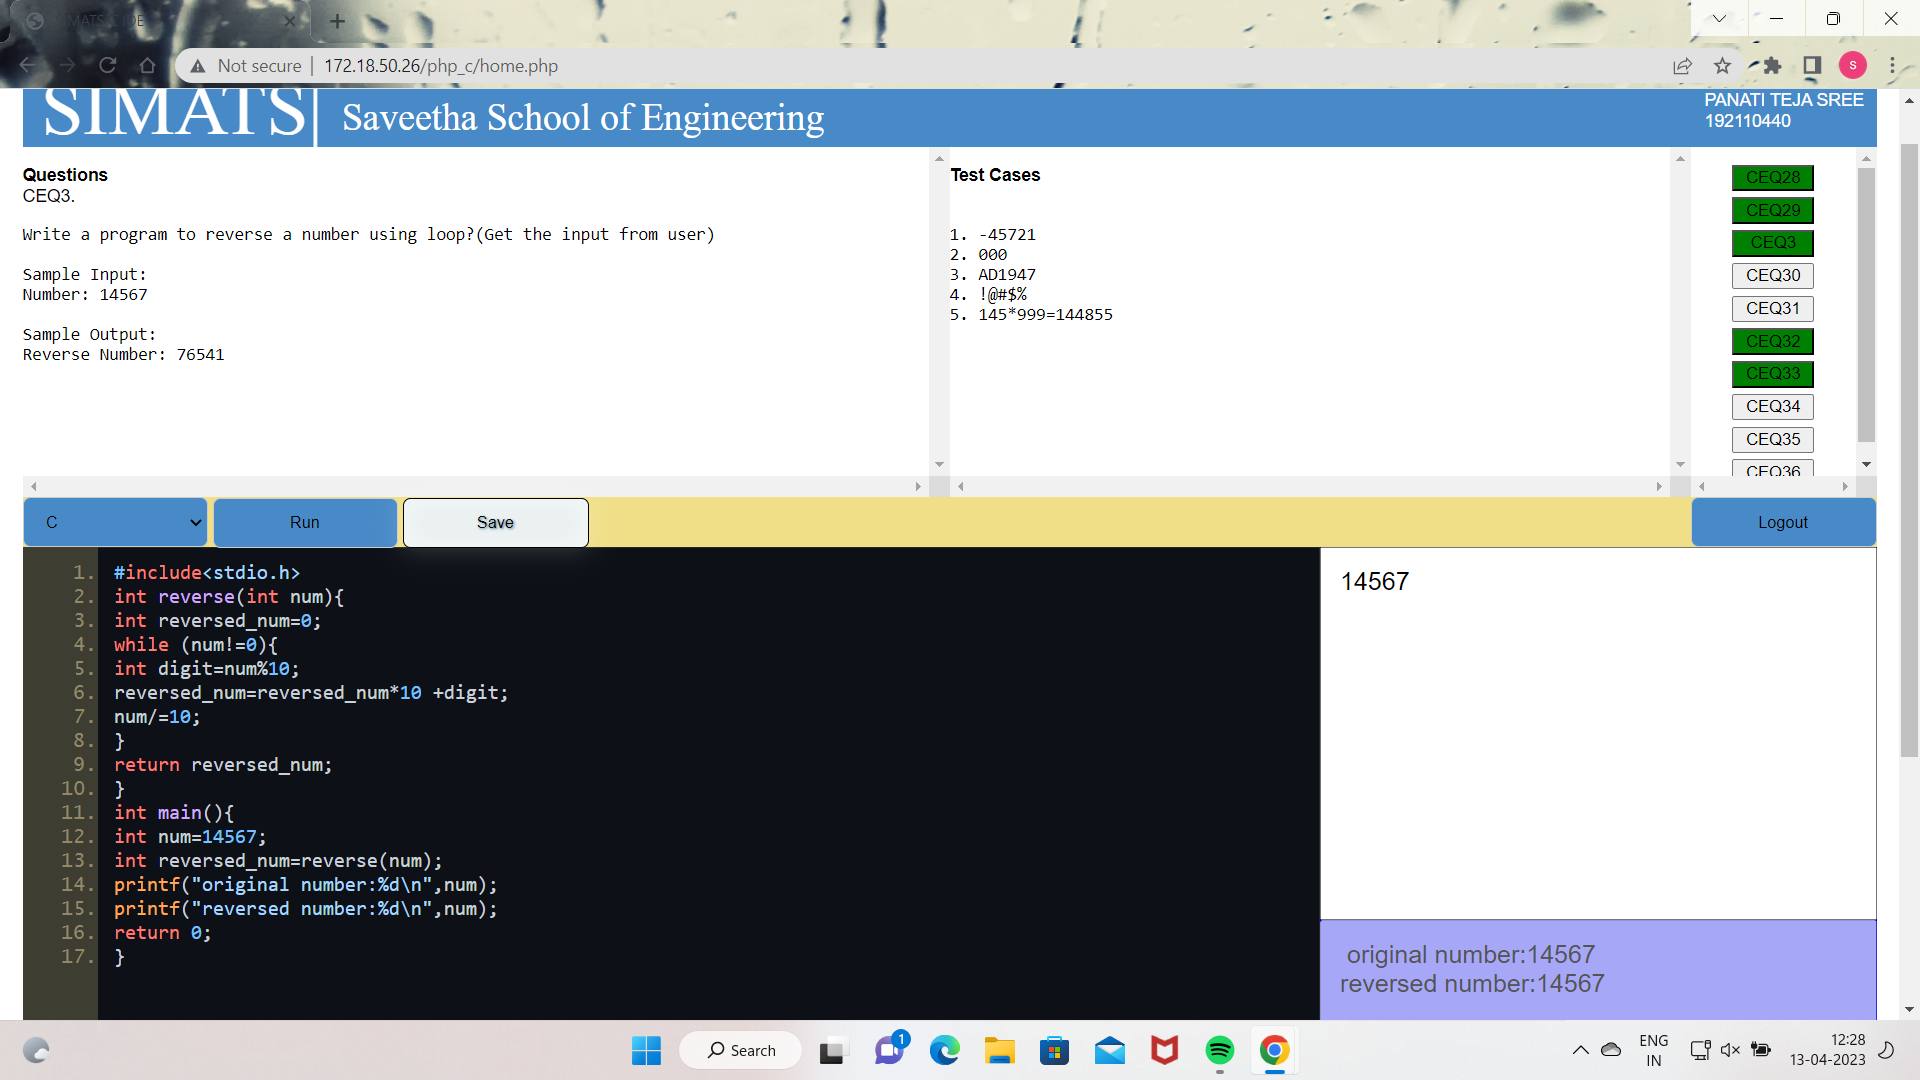 SIMATS C IDE
Not secure
172.18.50.26/php_c/home.php
S
SIMATS
Saveetha School of Engineering
PANATI TEJA SREE
192110440
Questions
CEQ3.
Write a program to reverse a number using loop?(Get the input from user)
Sample Input:
Number: 14567
Sample Output:
Reverse Number: 76541
Test Cases
1. -45721
2. 000
3. AD1947
4. !@#$%
5. 145*999=144855
CEQ28
CEQ29
CEQ3
CEQ30
CEQ31
CEQ32
CEQ33
CEQ34
CEQ35
CEQ36
C
Run
Save
Logout
1. #include<stdio.h>
2. int reverse(int num){
3. int reversed_num=0;
4. while (num!=0){
5. int digit=num%10;
6. reversed_num=reversed_num*10 +digit;
7. num/=10;
8. }
9. return reversed_num;
10. }
11. int main(){
12. int num=14567;
13. int reversed_num=reverse(num);
14. printf("original number:%d\n",num);
15. printf("reversed number:%d\n",num);
16. return 0;
17. }
14567
original number:14567
reversed number:14567
Search
1
ENG
IN
12:28
13-04-2023